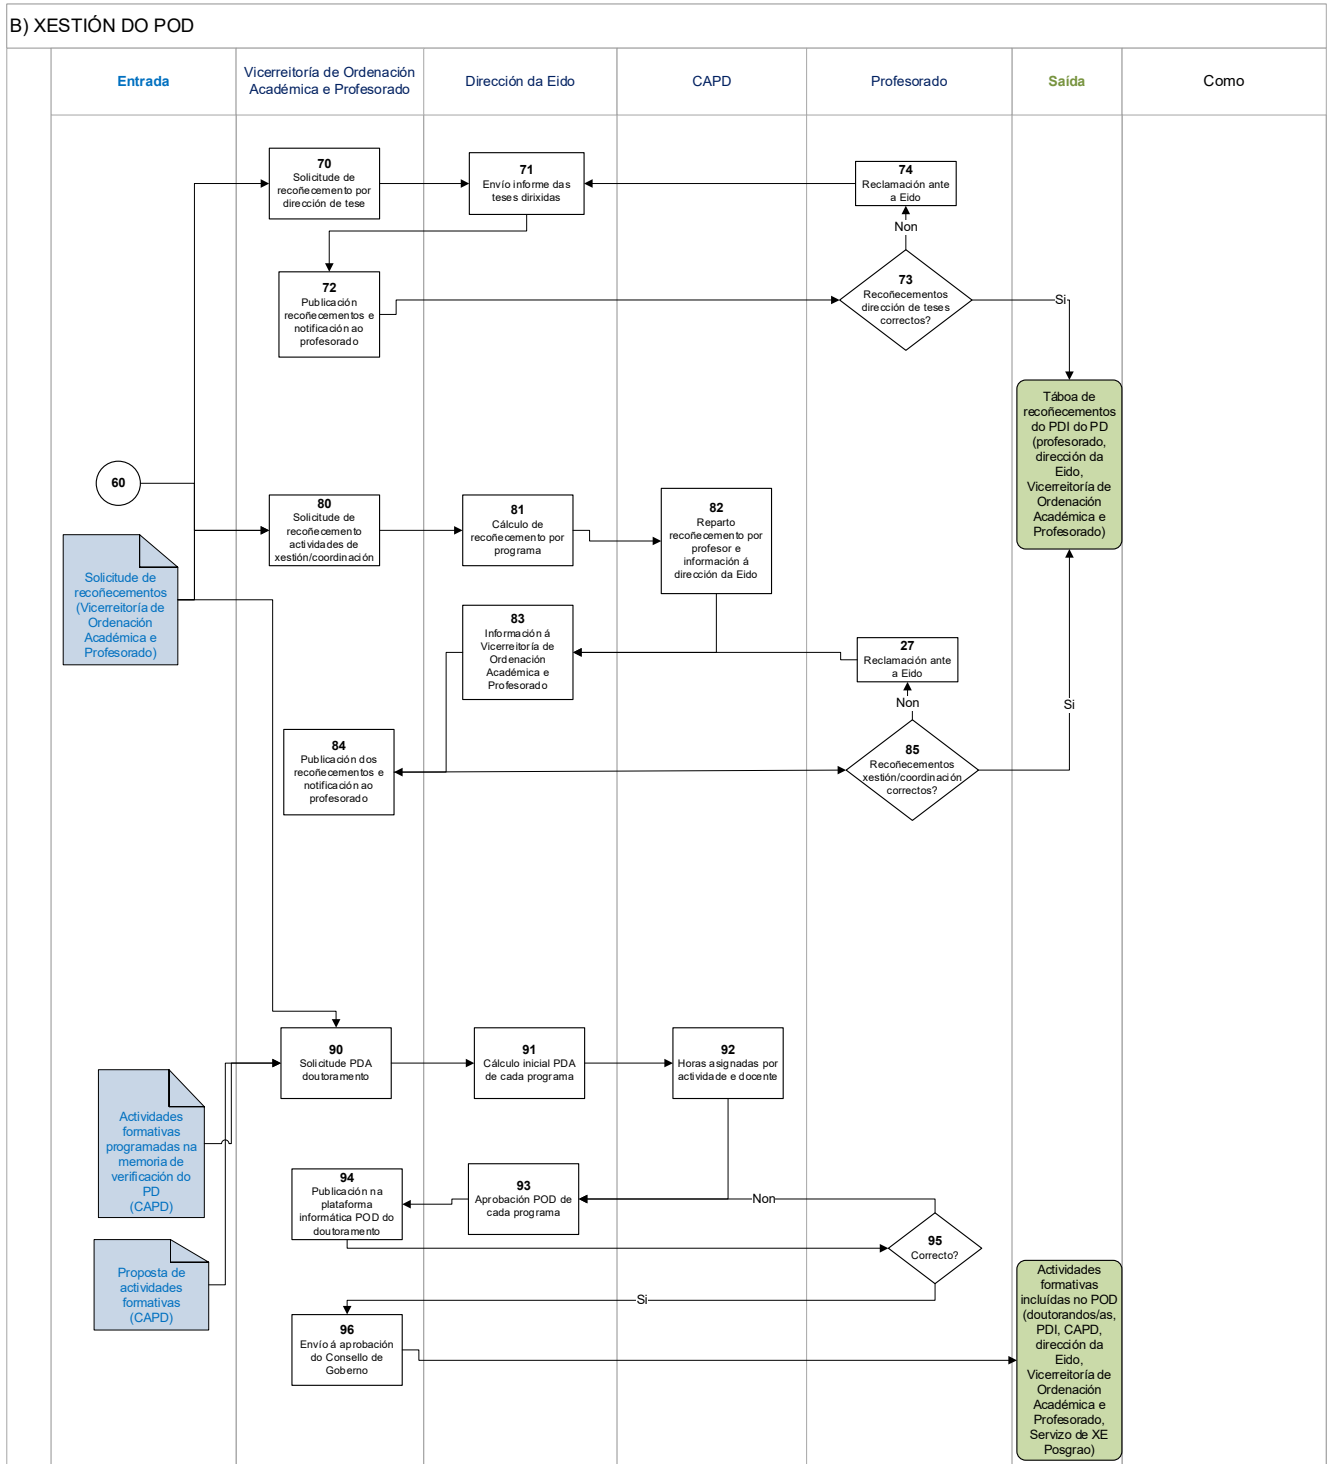 B) XESTIÓN DO POD
Entrada
Vicerreitoría de Ordenación
Académica e Profesorado
Dirección da Eido
CAPD
Profesorado
Saída
Como
70
Solicitude de
recoñecemento por
dirección de tese
71
Envío informe das
teses dirixidas
74
Reclamación ante
a Eido
Non
72
Publicación
recoñecementos e
notificación ao
profesorado
73
Recoñecementos
dirección de teses
correctos?
Si
Táboa de
recoñecementos
do PDI do PD
(profesorado,
dirección da
Eido,
Vicerreitoría de
Ordenación
Académica e
Profesorado)
60
Solicitude de
recoñecementos
(Vicerreitoría de
Ordenación
Académica e
Profesorado)
80
Solicitude de
recoñecemento
actividades de
xestión/coordinación
81
Cálculo de
recoñecemento por
programa
82
Reparto
recoñecemento por
profesor e
información á
dirección da Eido
83
Información á
Vicerreitoría de
Ordenación
Académica e
Profesorado
27
Reclamación ante
a Eido
Non
Si
84
Publicación dos
recoñecementos e
notificación ao
profesorado
85
Recoñecementos
xestión/coordinación
correctos?
90
Solicitude PDA
doutoramento
91
Cálculo inicial PDA
de cada programa
92
Horas asignadas por
actividade e docente
Actividades
formativas
programadas na
memoria de
verificación do
PD
(CAPD)
94
Publicación na
plataforma
informática POD do
doutoramento
93
Aprobación POD de
cada programa
Non
95
Correcto?
Proposta de
actividades
formativas
(CAPD)
Si
96
Envío á aprobación
do Consello de
Goberno
Actividades
formativas
incluídas no POD
(doutorandos/as,
PDI, CAPD,
dirección da
Eido,
Vicerreitoría de
Ordenación
Académica e
Profesorado,
Servizo de XE
Posgrao)